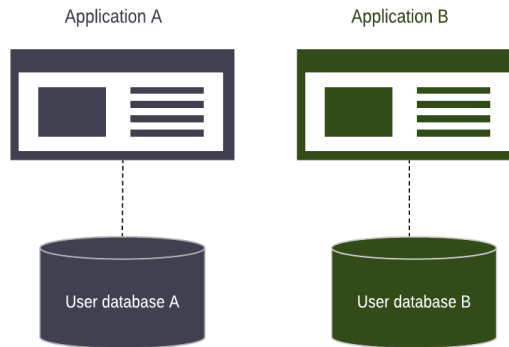 Application A
Application B
User database A
User database B